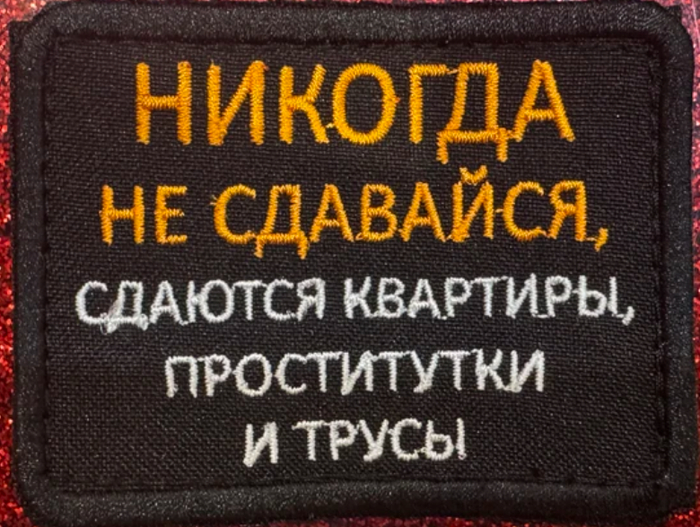 НИКОГДА
НЕ СДАВАЙСЯ,
СДАЮТСЯ КВАРТИРЫ,
ПРОСТИТУТКИ
И ТРУСЫ